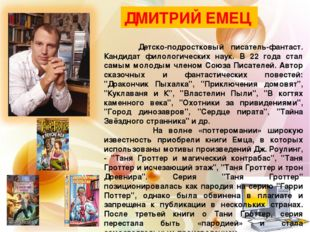 ДМИТРИЙ ЕМЕЦ
Детско-подростковый писатель-фантаст.
Кандидат филологических наук. В 22 года стал
самым молодым членом Союза Писателей. Автор
сказочных и фантастических повестей:
"Дракончик Пыхалка", "Приключения домовят",
"Куклаваня и К", "Властелин Пыли", "В когтях
каменного века", "Охотники за привидениями",
"Город динозавров", "Сердце пирата", "Тайна
Звёздного странника" и др.
На волне «поттеромании» широкую
известность приобрели книги Емца, в которых
использованы мотивы произведений Дж. Роулинг,
- "Таня Гроттер и магический контрабас", "Таня
Гроттер и исчезающий этаж", "Таня Гроттер и трон
Древнира". Серия "Таня Гроттер"
позиционировалась как пародия на серию "Гарри
Поттер", однако была обвинена в плагиате и
запрещена к публикации в нескольких странах.
После третьей книги о Тани Гроттер, серия
перестала быть «пародией» и стала